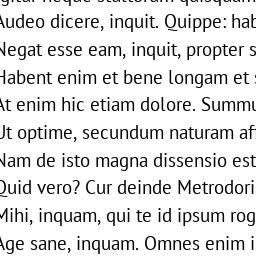 Audeo dicere, inquit. Quippe: hab
Negat esse eam, inquit, propter s
Habent enim et bene longam et s
At enim hic etiam dolore. Summu
Ut optime, secundum naturam aff
Nam de isto magna dissensio est
Quid vero? Cur deinde Metrodori
Mihi, inquam, qui te id ipsum rog
Age sane, inquam. Omnes enim i